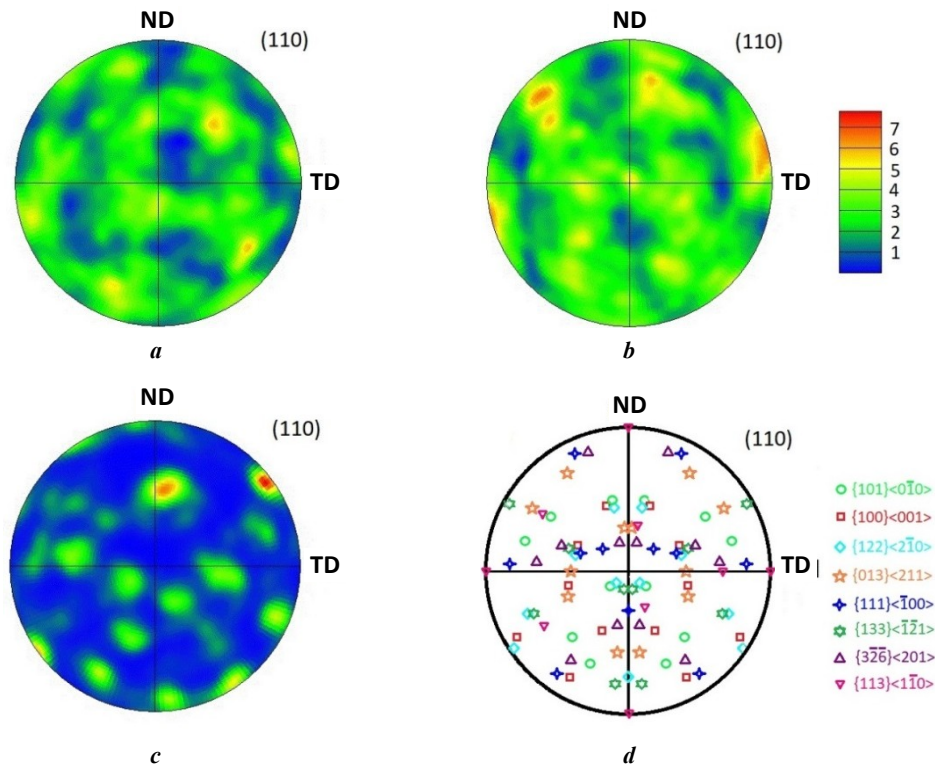 ND
ND
(110)
(110)
TD
TD
7
6
5
4
3
2
1
a
b
ND
ND
(110)
(110)
TD
TD
{101}<01̅0>
{100}<001>
{122}<21̅0>
{013}<211>
{111}<1̅00>
{133}<1̅2̅1>
{32̅6̅}<201>
{113}<11̅0>
c
d